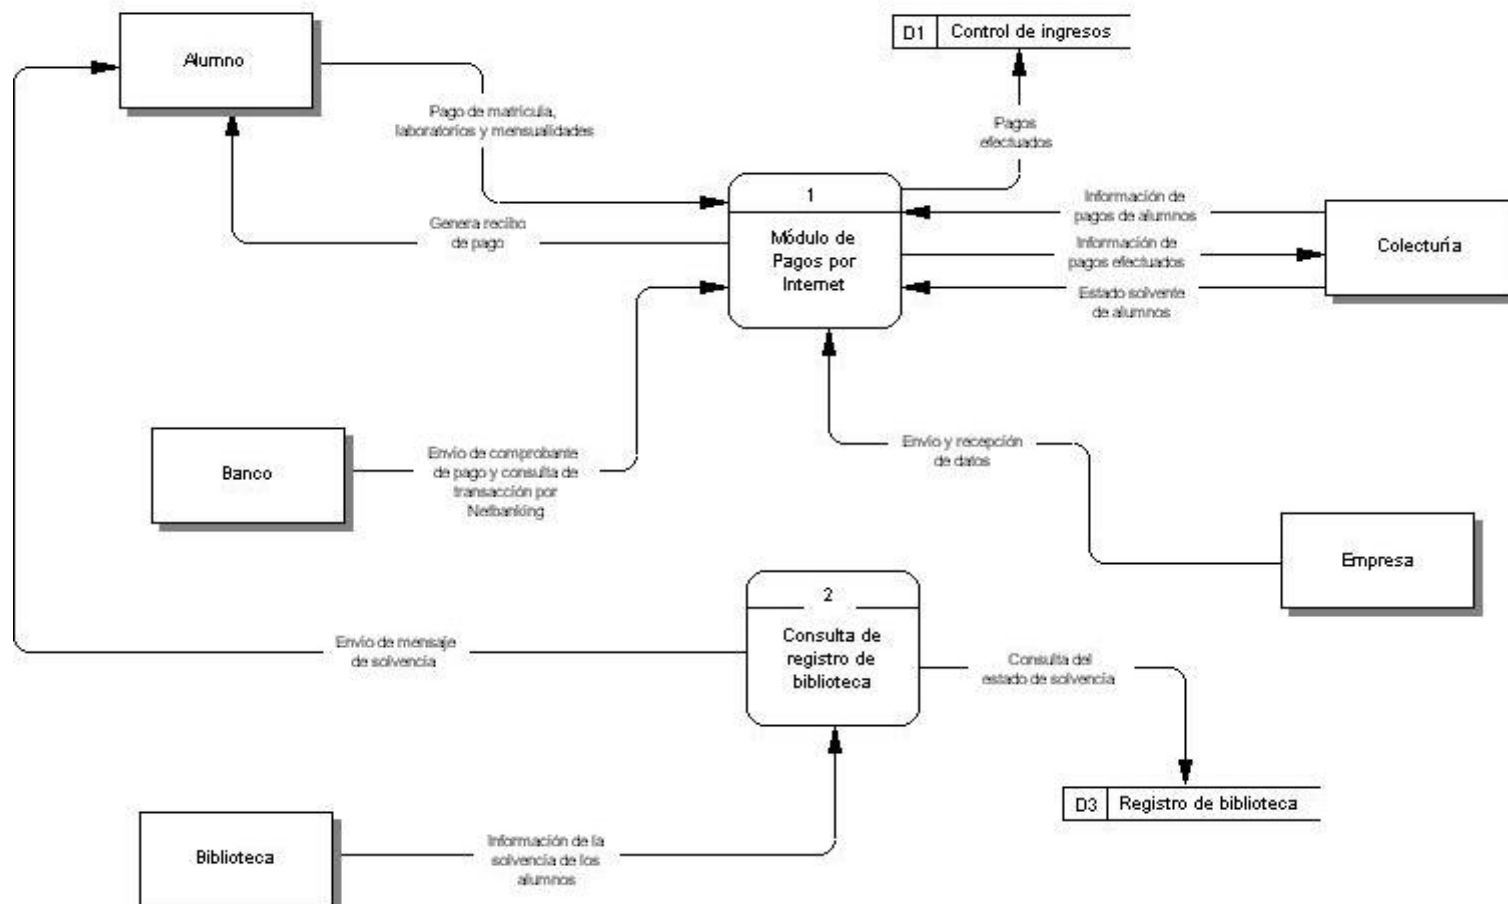 Alumno
D1
Control de ingresos
Pago de matrícula,
laboratorios y mensualidades
Pagos
efectuados
1
Módulo de
Pagos por
Internet
Genera recibo
de pago
Información de
pagos de alumnos
Información de
pagos efectuados
Estado solvente
de alumnos
Colecturía
Banco
Envío de comprobante
de pago y consulta de
transacción por
Netbanking
Envío y recepción
de datos
Empresa
2
Consulta de
registro de
biblioteca
Envío de mensaje
de solvencia
Consulta del
estado de solvencia
D3
Registro de biblioteca
Biblioteca
Información de la
solvencia de los
alumnos